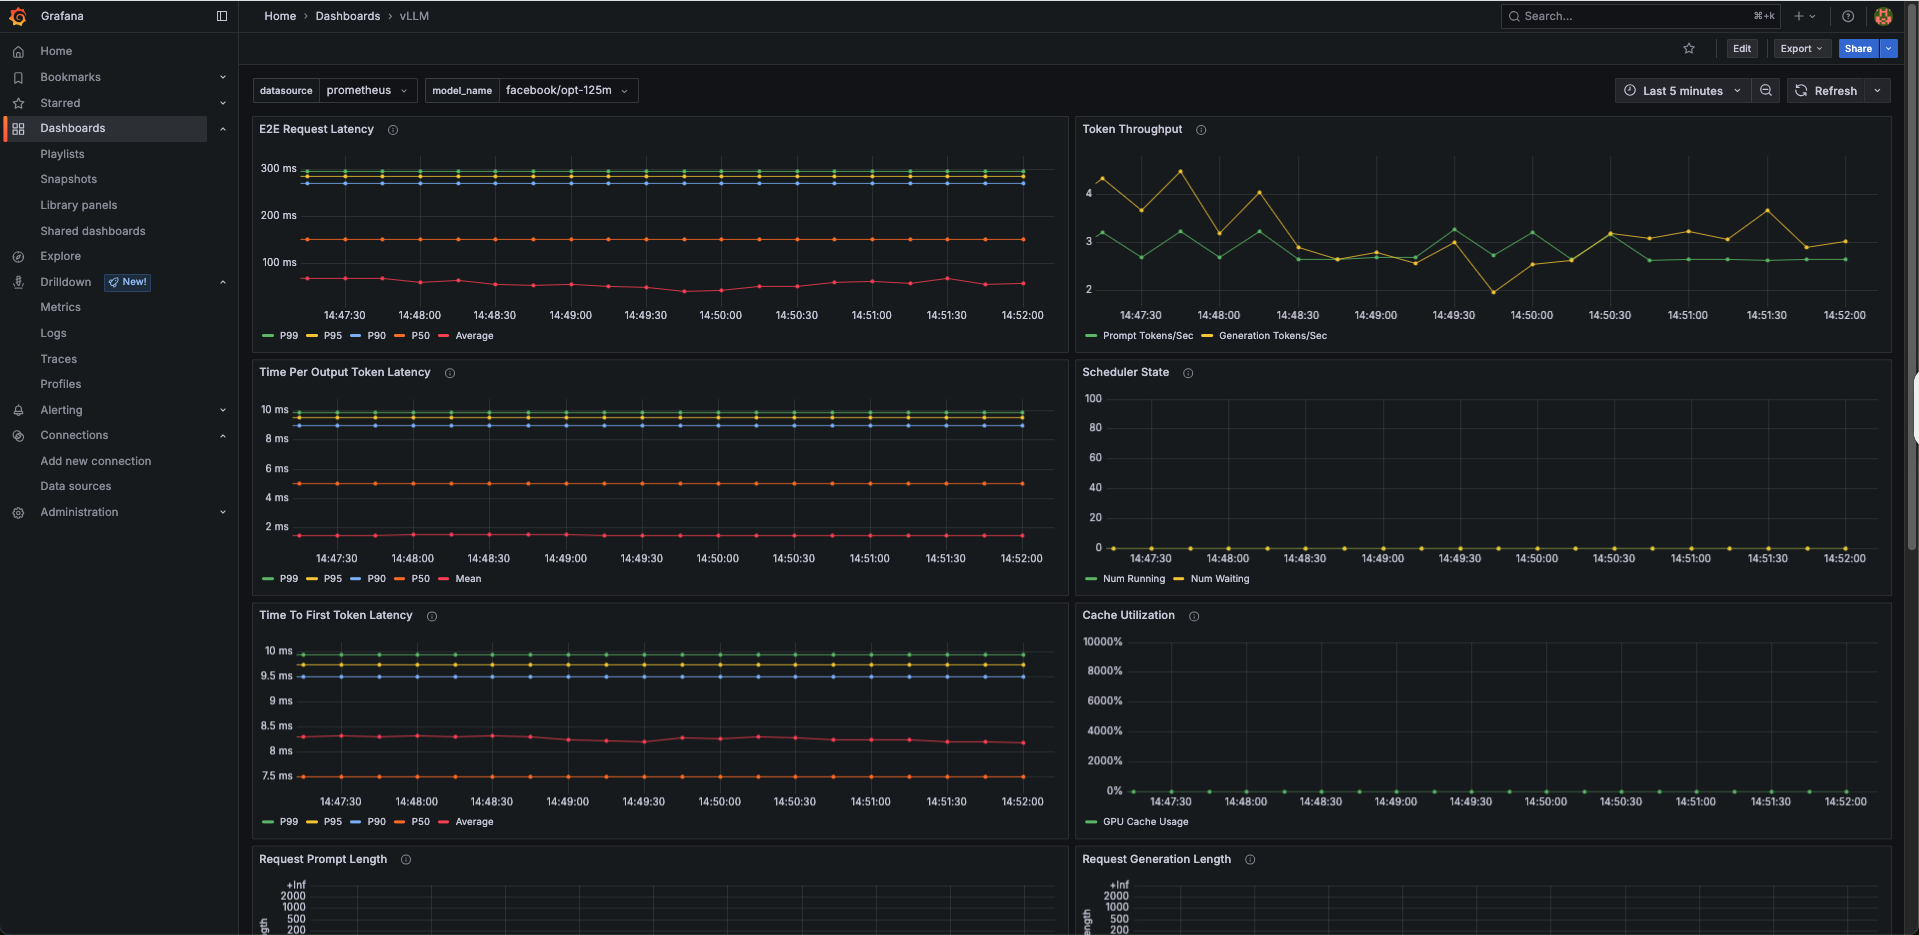 Grafana
Home › Dashboards › vLLM
Search...
⌘+k
Edit
Export
Share
Home
Bookmarks
Starred
Dashboards
Playlists
Snapshots
Library panels
Shared dashboards
Explore
Drilldown New!
Metrics
Logs
Traces
Profiles
Alerting
Connections
Add new connection
Data sources
Administration
datasource prometheus
model_name facebook/opt-125m
Last 5 minutes
Refresh
E2E Request Latency
300 ms
200 ms
100 ms
14:47:30 14:48:00 14:48:30 14:49:00 14:49:30 14:50:00 14:50:30 14:51:00 14:51:30 14:52:00
P99 P95 P90 P50 Average
Token Throughput
4
3
2
14:47:30 14:48:00 14:48:30 14:49:00 14:49:30 14:50:00 14:50:30 14:51:00 14:51:30 14:52:00
Prompt Tokens/Sec Generation Tokens/Sec
Time Per Output Token Latency
10 ms
8 ms
6 ms
4 ms
2 ms
14:47:30 14:48:00 14:48:30 14:49:00 14:49:30 14:50:00 14:50:30 14:51:00 14:51:30 14:52:00
P99 P95 P90 P50 Mean
Scheduler State
100
80
60
40
20
0
14:47:30 14:48:00 14:48:30 14:49:00 14:49:30 14:50:00 14:50:30 14:51:00 14:51:30 14:52:00
Num Running Num Waiting
Time To First Token Latency
10 ms
9.5 ms
9 ms
8.5 ms
8 ms
7.5 ms
14:47:30 14:48:00 14:48:30 14:49:00 14:49:30 14:50:00 14:50:30 14:51:00 14:51:30 14:52:00
P99 P95 P90 P50 Average
Cache Utilization
10000%
8000%
6000%
4000%
2000%
0%
14:47:30 14:48:00 14:48:30 14:49:00 14:49:30 14:50:00 14:50:30 14:51:00 14:51:30 14:52:00
GPU Cache Usage
Request Prompt Length
+Inf
2000
1000
500
200
Request Generation Length
+Inf
2000
1000
500
200